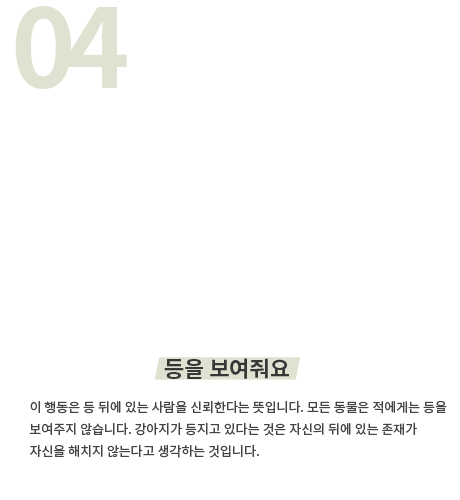 04
등을 보여줘요
이 행동은 등 뒤에 있는 사람을 신뢰한다는 뜻입니다. 모든 동물은 적에게는 등을
보여주지 않습니다. 강아지가 등지고 있다는 것은 자신의 뒤에 있는 존재가
자신을 해치지 않는다고 생각하는 것입니다.